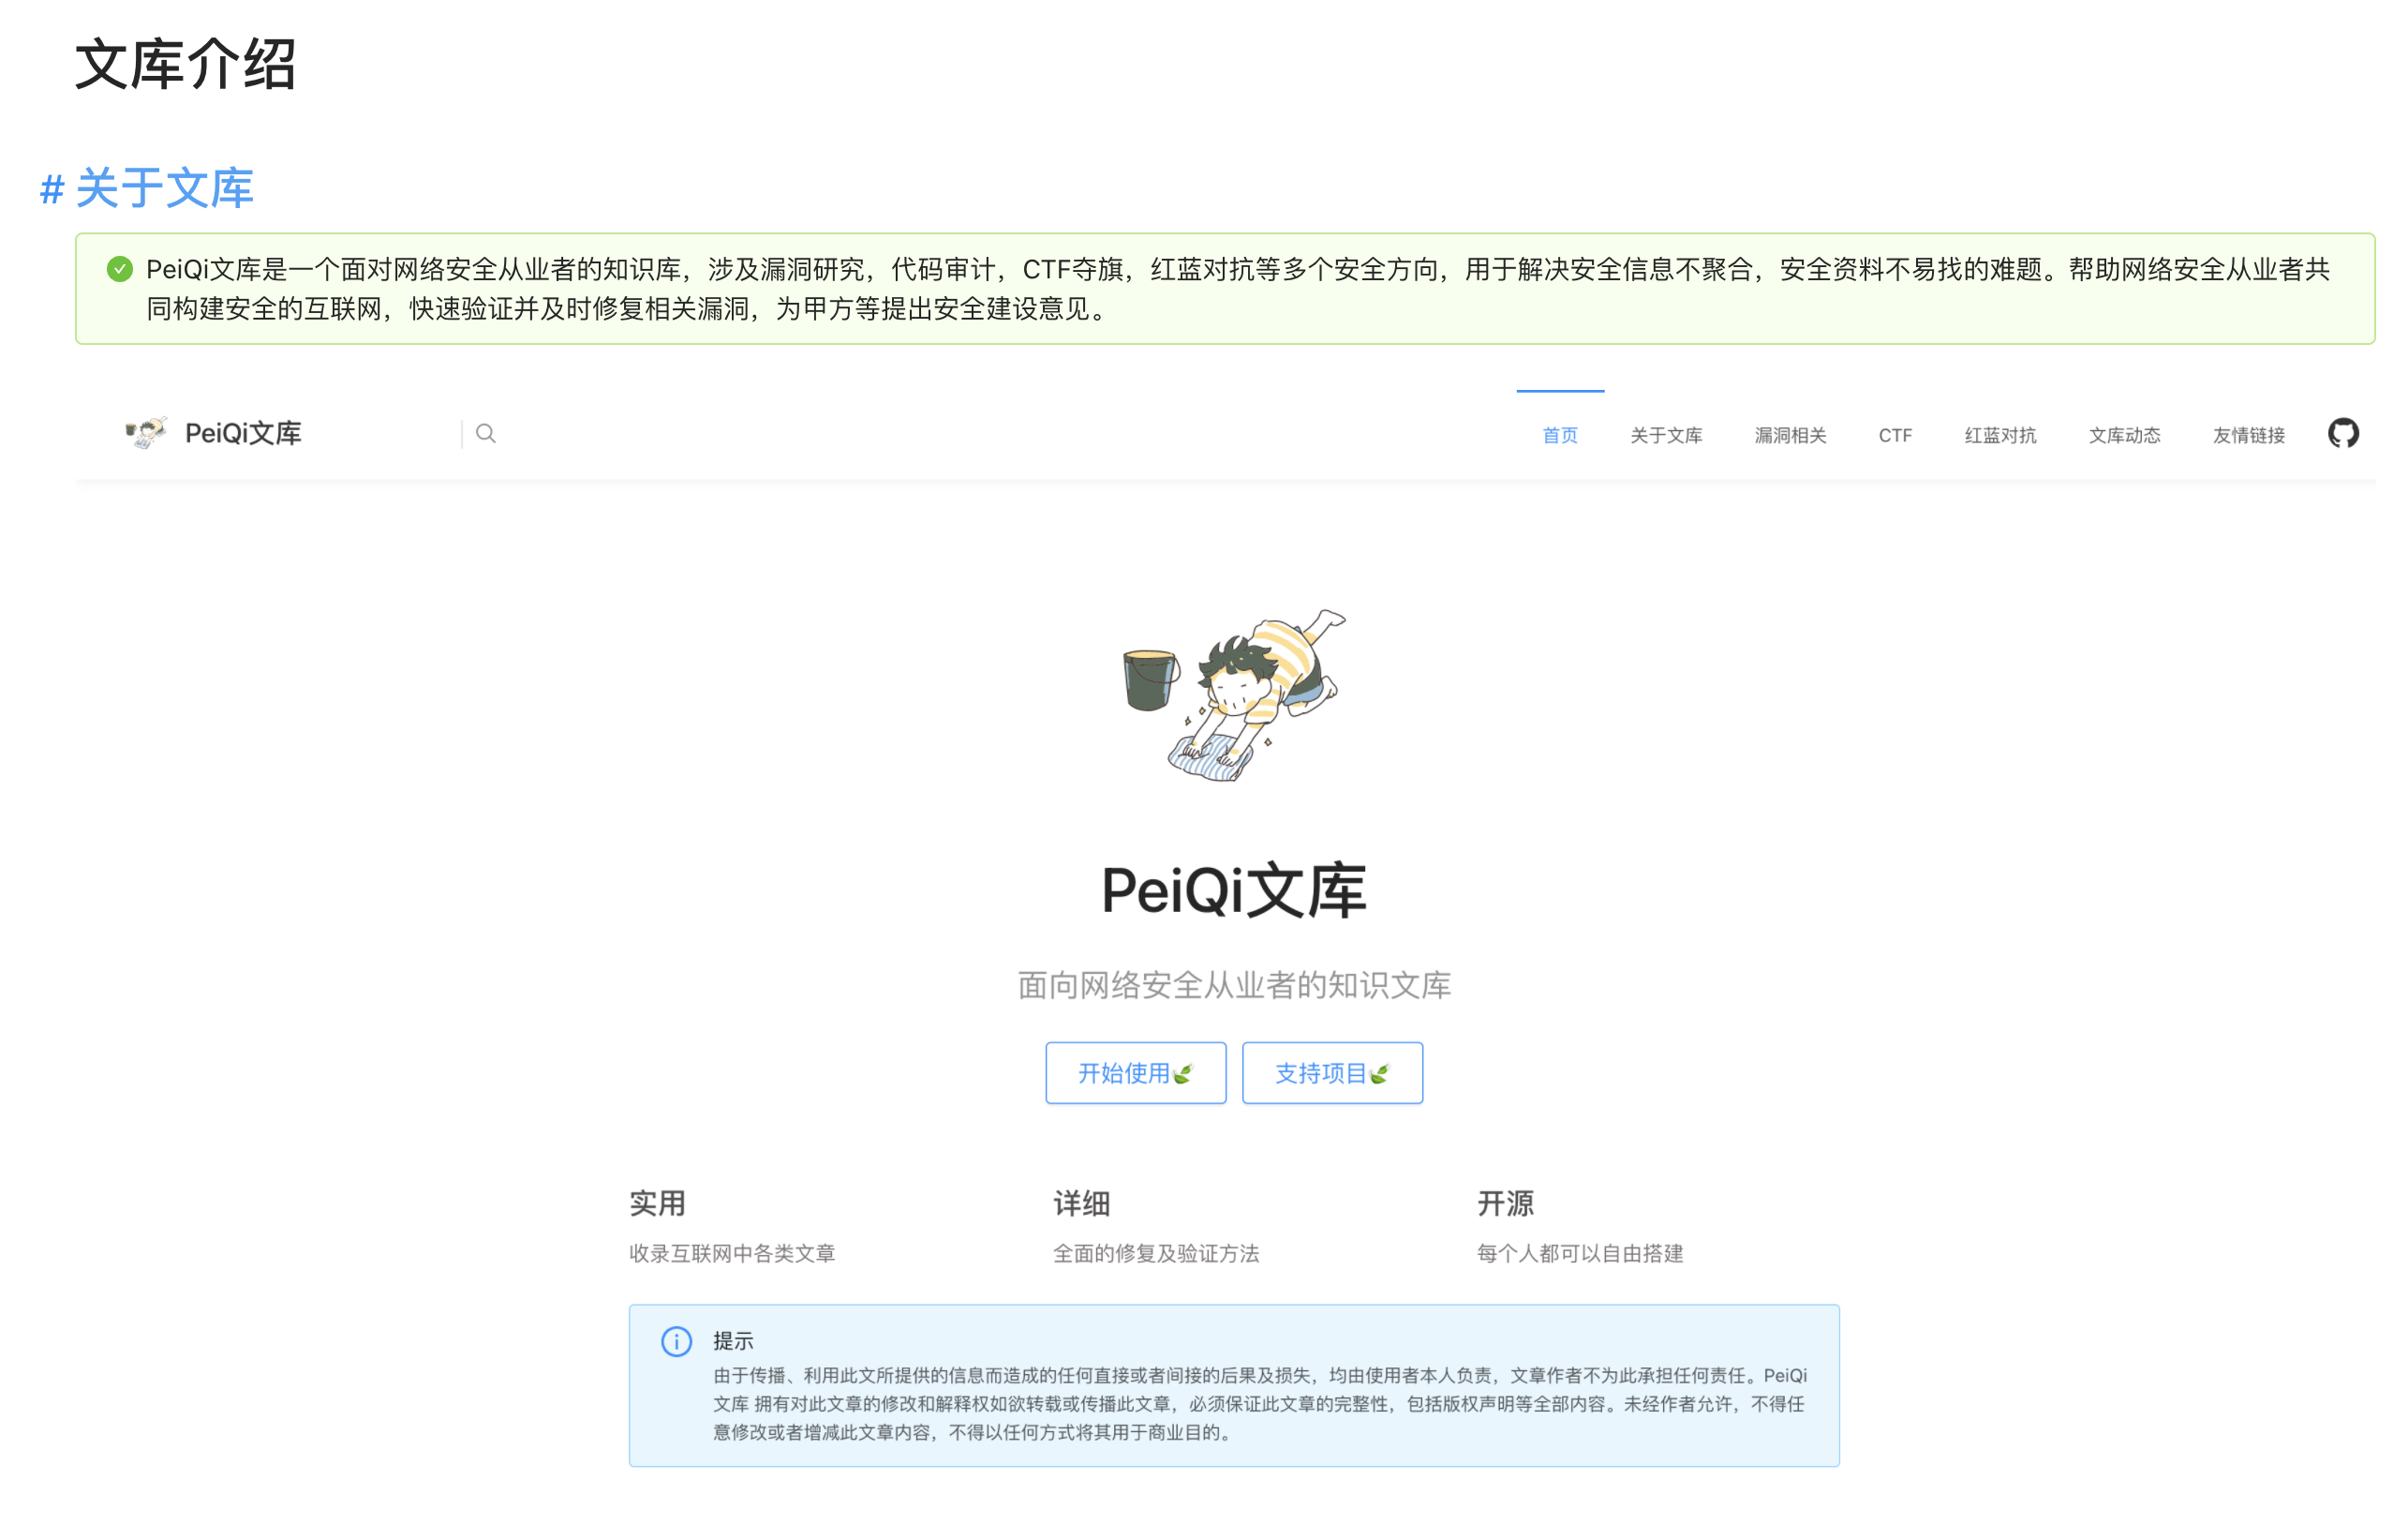 文库介绍
# 关于文库
PeiQi文库是一个面对网络安全从业者的知识库，涉及漏洞研究，代码审计，CTF夺旗，红蓝对抗等多个安全方向，用于解决安全信息不聚合，安全资料不易找的难题。帮助网络安全从业者共
同构建安全的互联网，快速验证并及时修复相关漏洞，为甲方等提出安全建设意见。
PeiQi文库 首页 关于文库 漏洞相关 CTF 红蓝对抗 文库动态 友情链接
PeiQi文库
面向网络安全从业者的知识文库
开始使用🍃 支持项目🍃
实用 详细 开源
收录互联网中各类文章 全面的修复及验证方法 每个人都可以自由搭建
提示
由于传播、利用此文所提供的信息而造成的任何直接或者间接的后果及损失，均由使用者本人负责，文章作者不为此承担任何责任。PeiQi
文库 拥有对此文章的修改和解释权如欲转载或传播此文章，必须保证此文章的完整性，包括版权声明等全部内容。未经作者允许，不得任
意修改或者增减此文章内容，不得以任何方式将其用于商业目的。